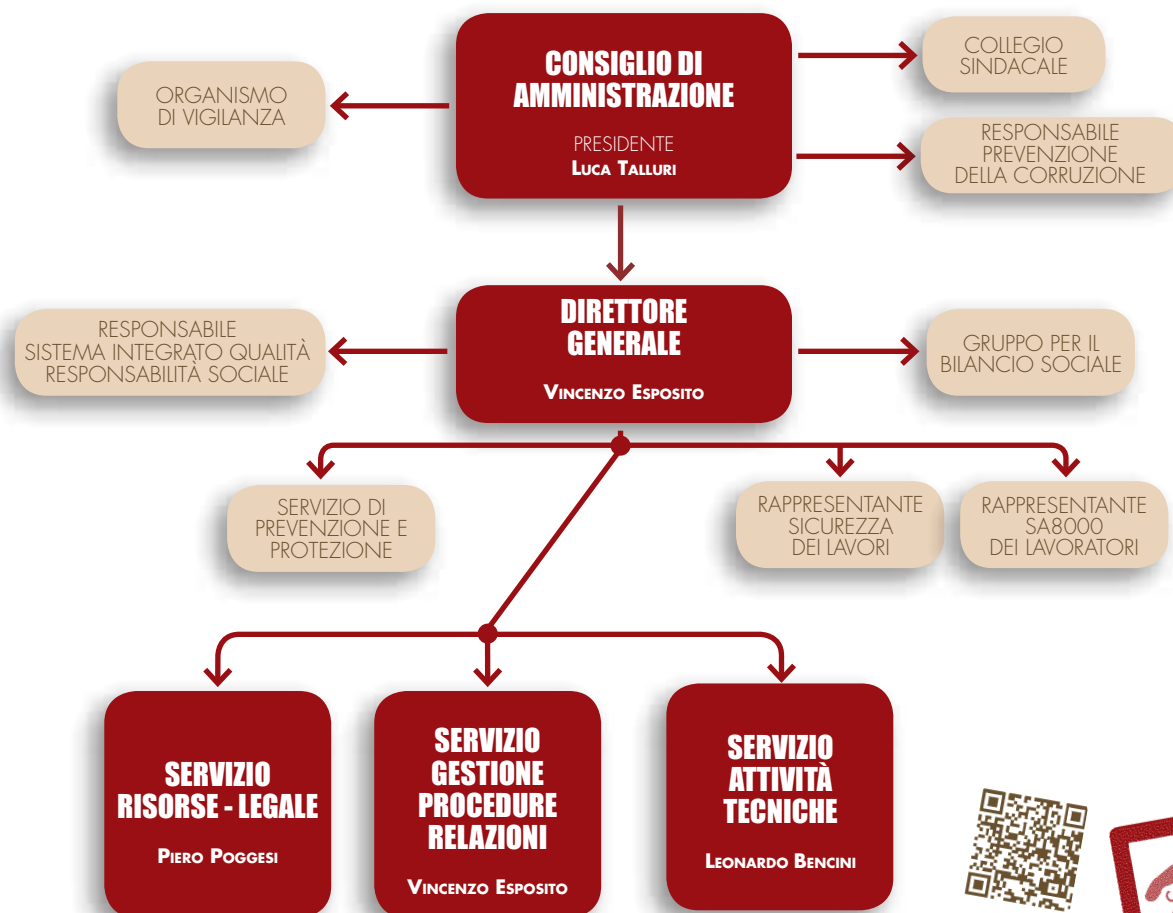 CONSIGLIO DI
AMMINISTRAZIONE
PRESIDENTE
LUCA TALLURI
ORGANISMO
DI VIGILANZA
COLLEGIO
SINDACALE
RESPONSABILE
PREVENZIONE
DELLA CORRUZIONE
DIRETTORE
GENERALE
VINCENZO ESPOSITO
RESPONSABILE
SISTEMA INTEGRATO QUALITÀ
RESPONSABILITÀ SOCIALE
GRUPPO PER IL
BILANCIO SOCIALE
SERVIZIO DI
PREVENZIONE E
PROTEZIONE
RAPPRESENTANTE
SICUREZZA
DEI LAVORI
RAPPRESENTANTE
SA8000
DEI LAVORATORI
SERVIZIO
RISORSE - LEGALE
PIERO POGGESI
SERVIZIO
GESTIONE
PROCEDURE
RELAZIONI
VINCENZO ESPOSITO
SERVIZIO
ATTIVITÀ
TECNICHE
LEONARDO BENCINI